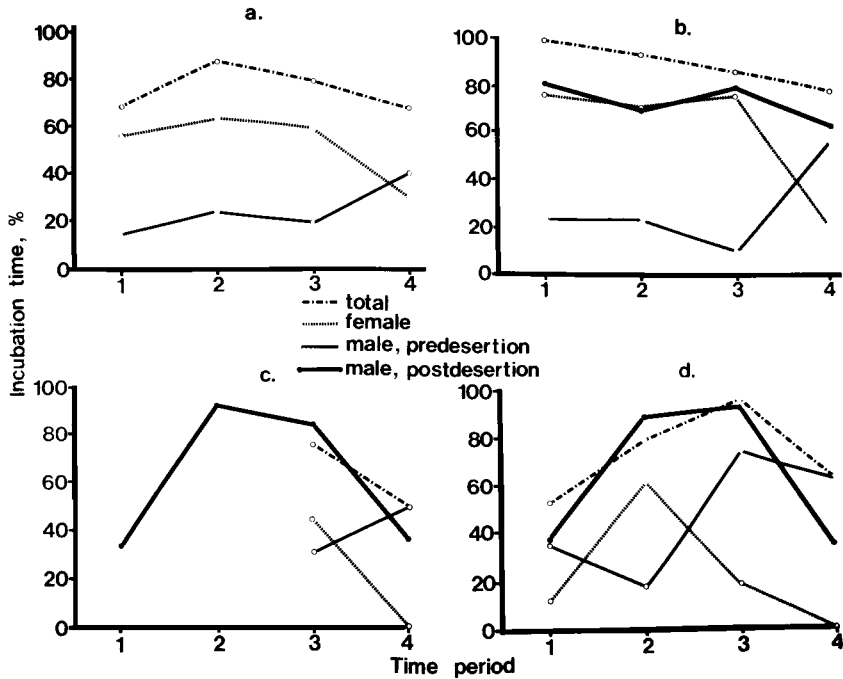 a.
b.
100
80
60
40
20
0
1 2 3 4
100
80
60
40
20
0
1 2 3 4
Incubation time, %
total
female
male, predesertion
male, postdesertion
c.
d.
100
80
60
40
20
0
1 2 3 4
100
80
60
40
20
0
1 2 3 4
Time period